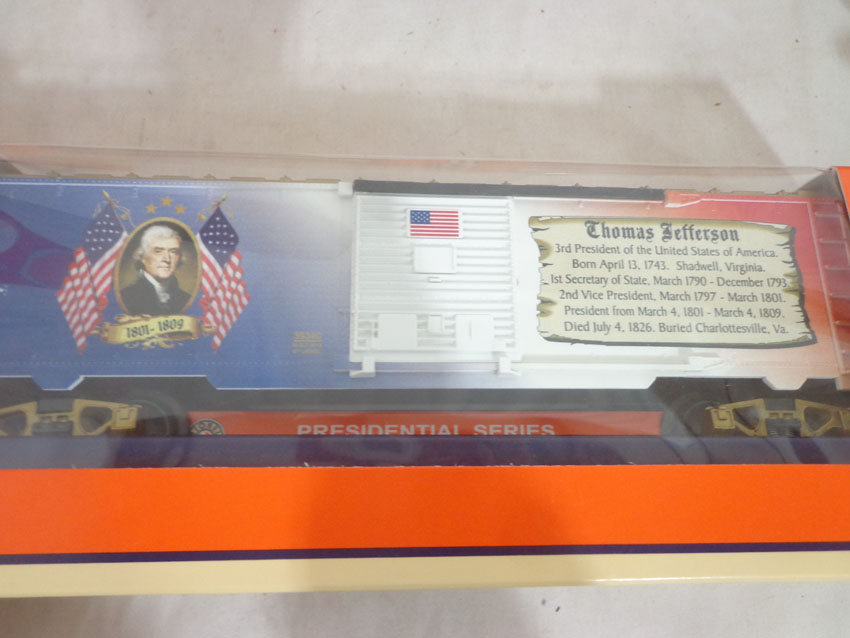 1801-1809
Thomas Jefferson
3rd President of the United States of America.
Born April 13, 1743. Shadwell, Virginia.
1st Secretary of State, March 1790 - December 1793
2nd Vice President, March 1797 - March 1801.
President from March 4, 1801 - March 4, 1809.
Died July 4, 1826. Buried Charlottesville, Va.
PRESIDENTIAL SERIES